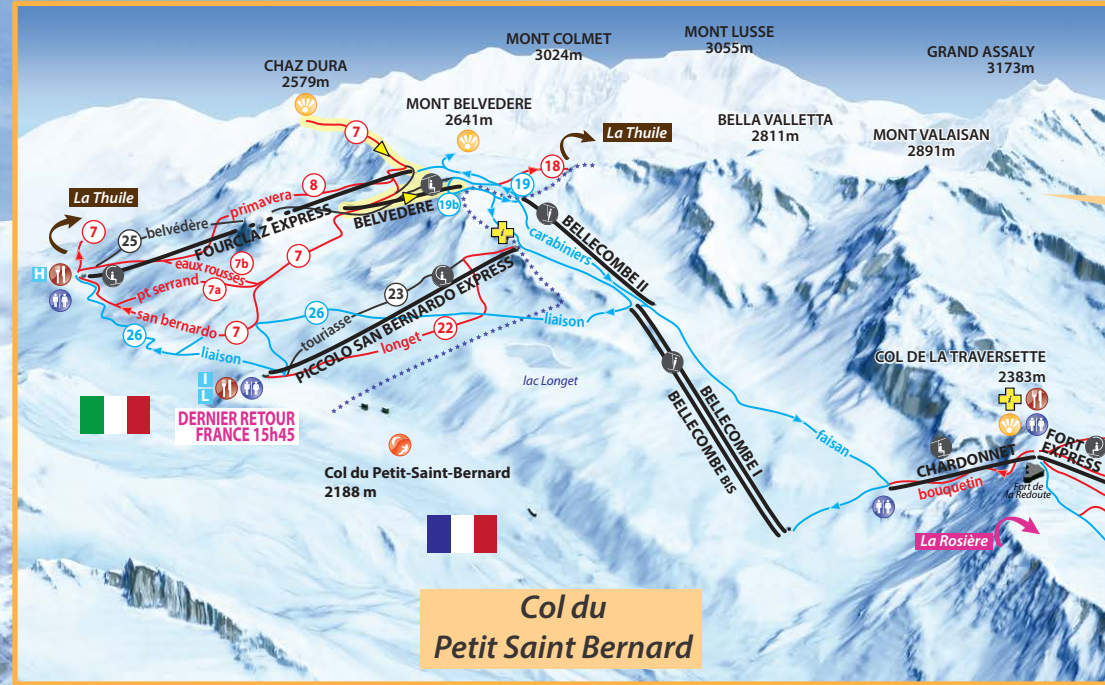 MONT COLMET
3024m
MONT LUSSE
3055m
GRAND ASSALY
3173m
CHAZ DURA
2579m
MONT BELVEDERE
2641m
BELLA VALLETTA
2811m
MONT VALAISAN
2891m
La Thuile
7
18
La Thuile
8
primavera
19
19b
BELVEDERE
7
25
belvédère
FOURCLAZ EXPRESS
carabiniers
BELLECOMBE II
H
eaux rousses
7b
7
pt serrand
7a
23
touriasse
PICCOLO SAN BERNARDO EXPRESS
san bernardo
7
26
liaison
26
liaison
longet
22
lac Longet
I
L
DERNIER RETOUR
FRANCE 15h45
BELLECOMBE I
BELLECOMBE BIS
faisan
COL DE LA TRAVERSETTE
2383m
i
i
FORT
EXPRESS
CHARDONNET
bouquetin
Fort de
la Redoute
La Rosière
Col du Petit-Saint-Bernard
2188 m
Col du
Petit Saint Bernard